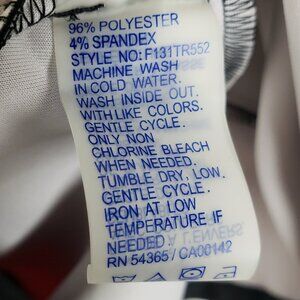 96% POLYESTER
4% SPANDEX
STYLE NO: F131TR552
MACHINE WASH
IN COLD WATER.
WASH INSIDE OUT.
WITH LIKE COLORS.
GENTLE CYCLE.
ONLY NON
CHLORINE BLEACH
WHEN NEEDED.
TUMBLE DRY, LOW.
GENTLE CYCLE.
IRON AT LOW
TEMPERATURE IF
NEEDED.
RN 54365 / CA00142